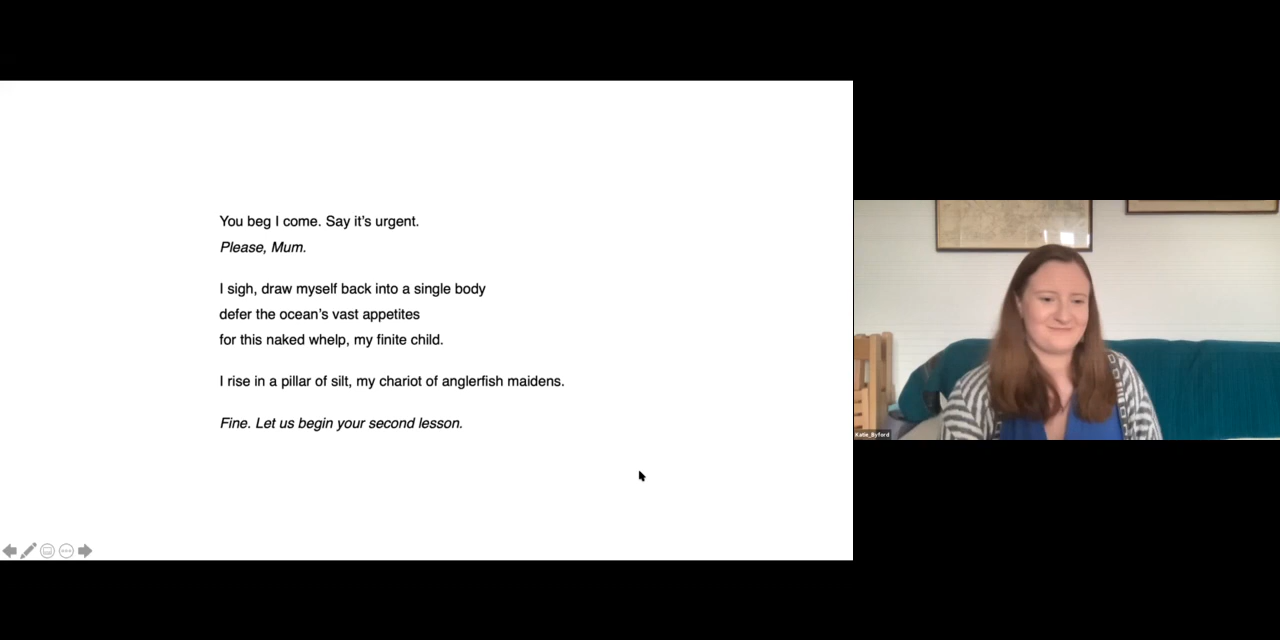 You beg I come. Say it's urgent.
Please, Mum.
I sigh, draw myself back into a single body
defer the ocean's vast appetites
for this naked whelp, my finite child.
I rise in a pillar of silt, my chariot of anglerfish maidens.
Fine. Let us begin your second lesson.
Katie_Byford